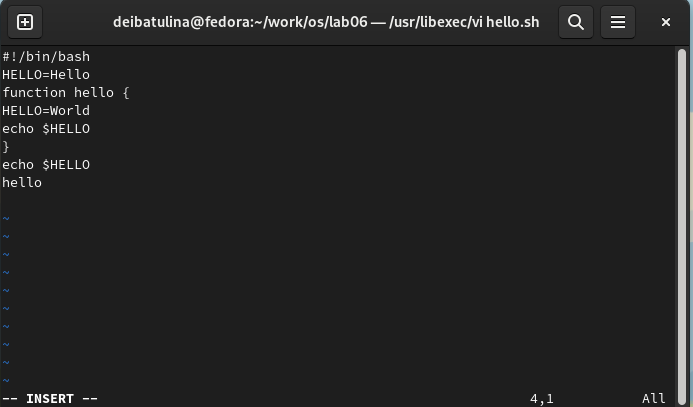 deibatulina@fedora:~/work/os/lab06 — /usr/libexec/vi hello.sh
#!/bin/bash
HELLO=Hello
function hello {
HELLO=World
echo $HELLO
}
echo $HELLO
hello
~
~
~
~
~
~
~
~
~
~
-- INSERT -- 4,1 All